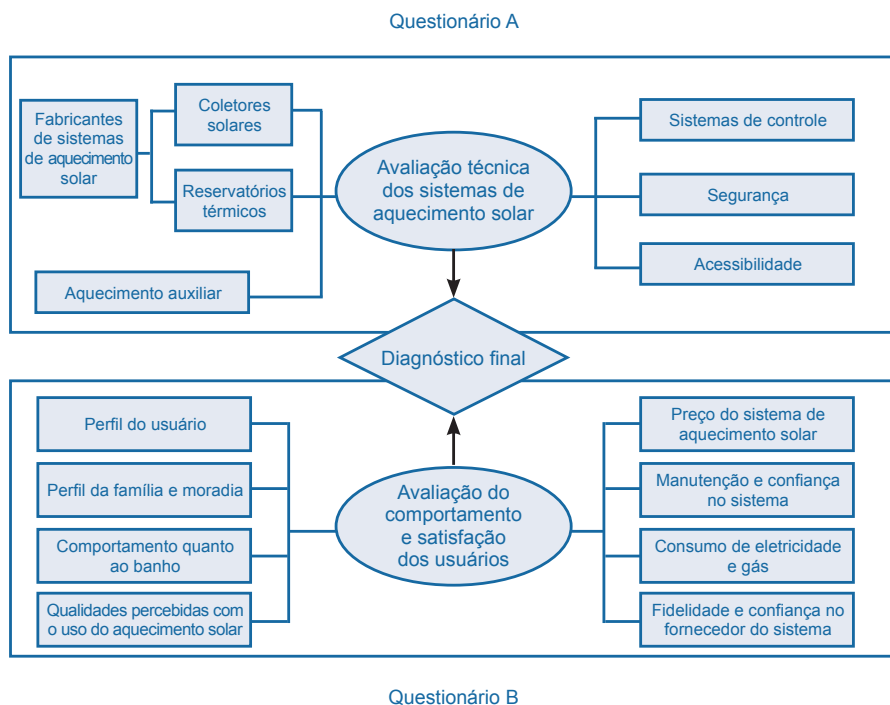 Questionário A
Fabricantes
de sistemas
de aquecimento
solar
Coletores
solares
Reservatórios
térmicos
Aquecimento auxiliar
Avaliação técnica
dos sistemas de
aquecimento solar
Sistemas de controle
Segurança
Acessibilidade
Diagnóstico final
Perfil do usuário
Perfil da família e moradia
Comportamento quanto
ao banho
Qualidades percebidas com
o uso do aquecimento solar
Avaliação do
comportamento
e satisfação
dos usuários
Preço do sistema de
aquecimento solar
Manutenção e confiança
no sistema
Consumo de eletricidade
e gás
Fidelidade e confiança no
fornecedor do sistema
Questionário B